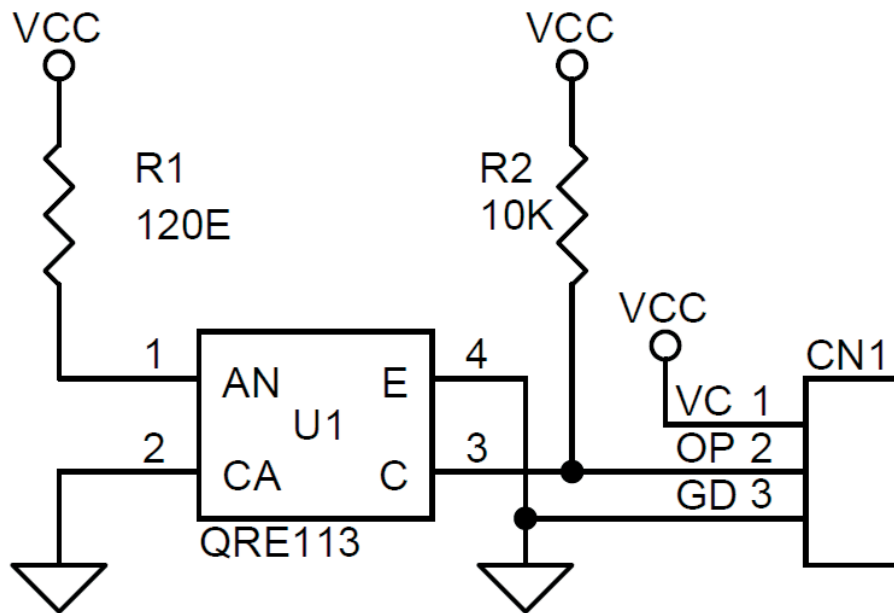 VCC
VCC
R1
120E
R2
10K
VCC
CN1
1
4
VC 1
AN
E
U1
2
3
OP 2
CA
C
GD 3
QRE113